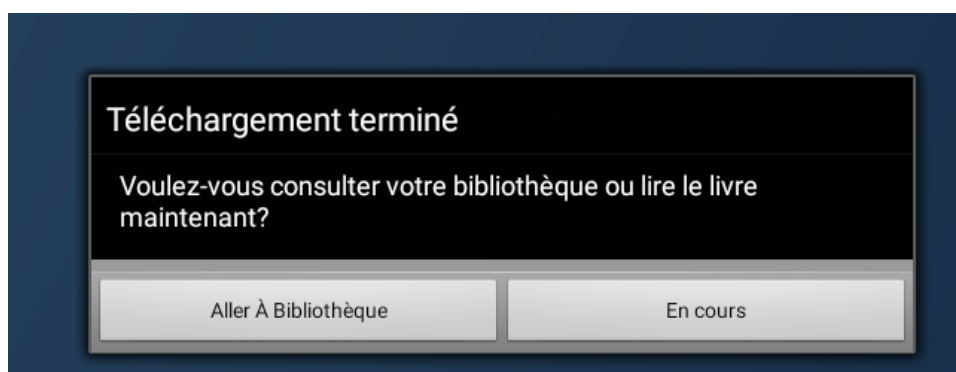 Téléchargement terminé
Voulez-vous consulter votre bibliothèque ou lire le livre
maintenant?
Aller À Bibliothèque
En cours